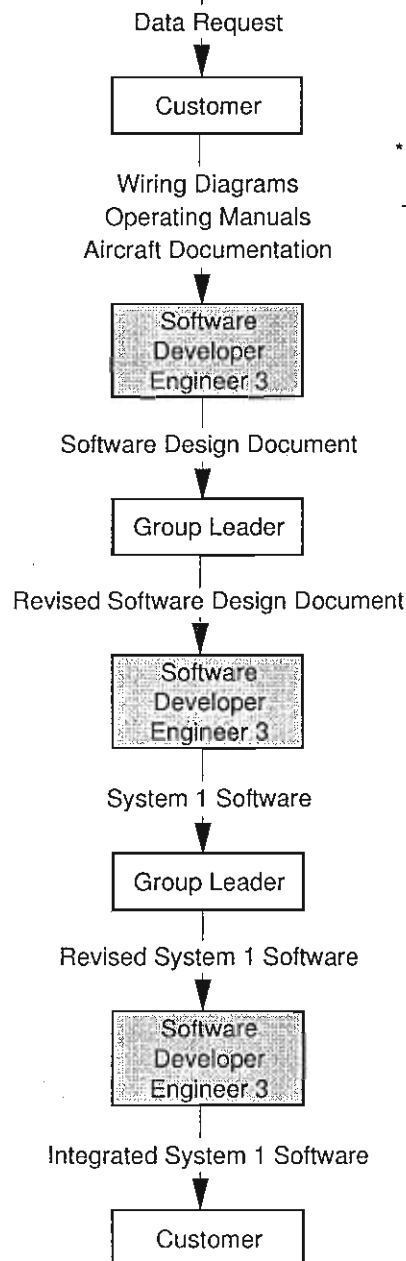 Data Request
Customer
*
Wiring Diagrams
Operating Manuals
Aircraft Documentation
Software
Developer
Engineer 3
Software Design Document
Group Leader
Revised Software Design Document
Software
Developer
Engineer 3
System 1 Software
Group Leader
Revised System 1 Software
Software
Developer
Engineer 3
Integrated System 1 Software
Customer